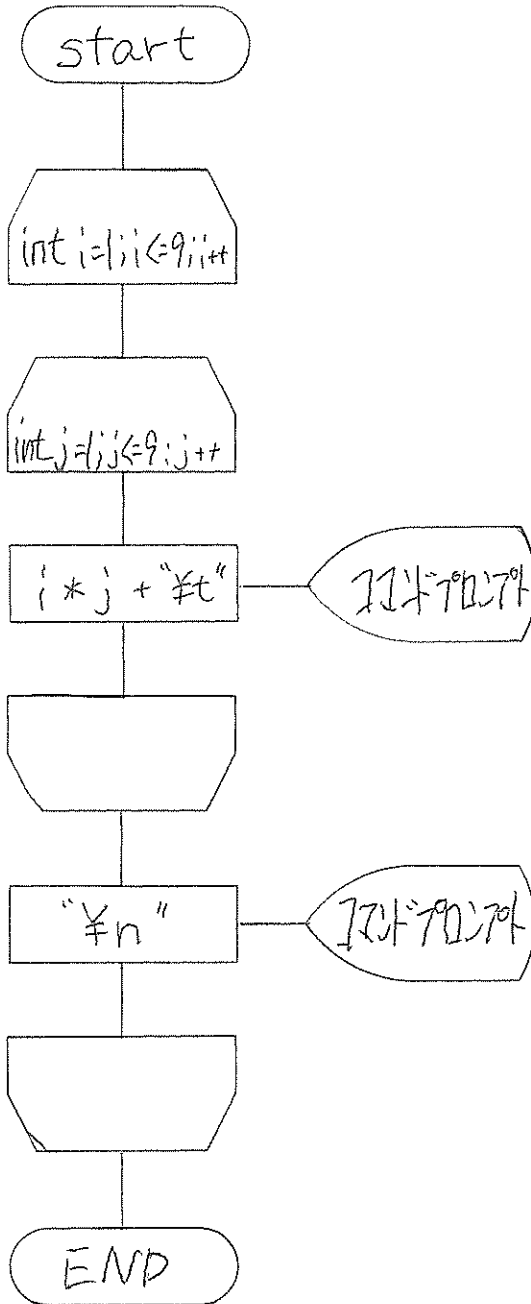 start
int i=1;i<=9;i++
int j=1;j<=9;j++
i * j + "¥t"
コマンドプロンプト
"¥n"
コマンドプロンプト
END